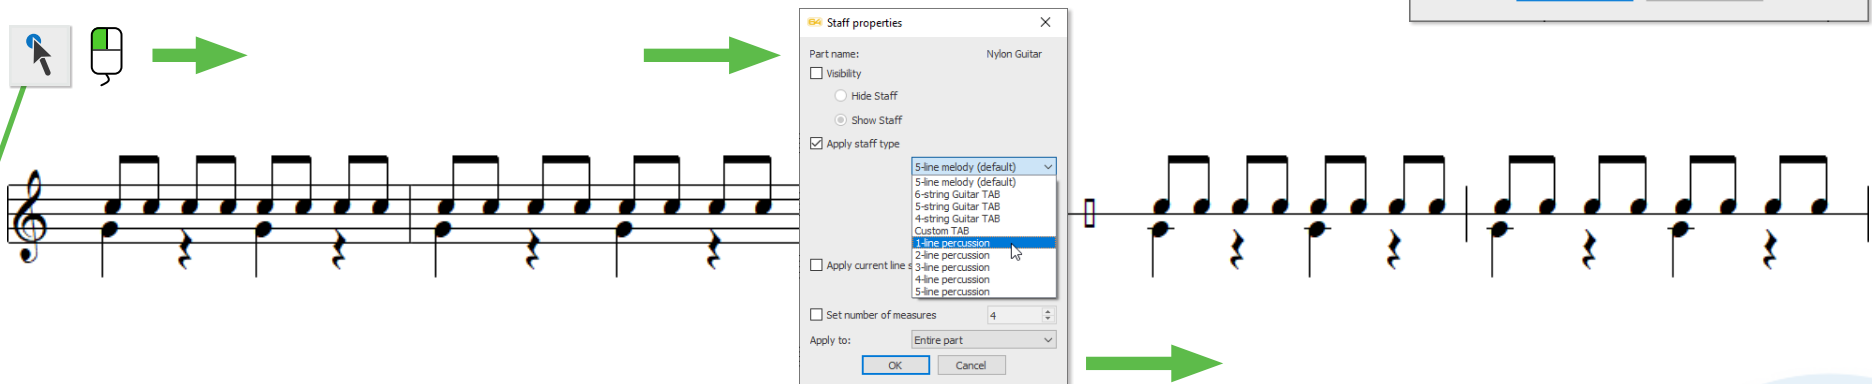 64 Staff properties
Part name: Nylon Guitar
Visibility
Hide Staff
Show Staff
Apply staff type
5-line melody (default)
5-line melody (default)
6-string Guitar TAB
5-string Guitar TAB
4-string Guitar TAB
Custom TAB
1-line percussion
2-line percussion
3-line percussion
4-line percussion
5-line percussion
Apply current line s
Set number of measures 4
Apply to: Entire part
OK Cancel